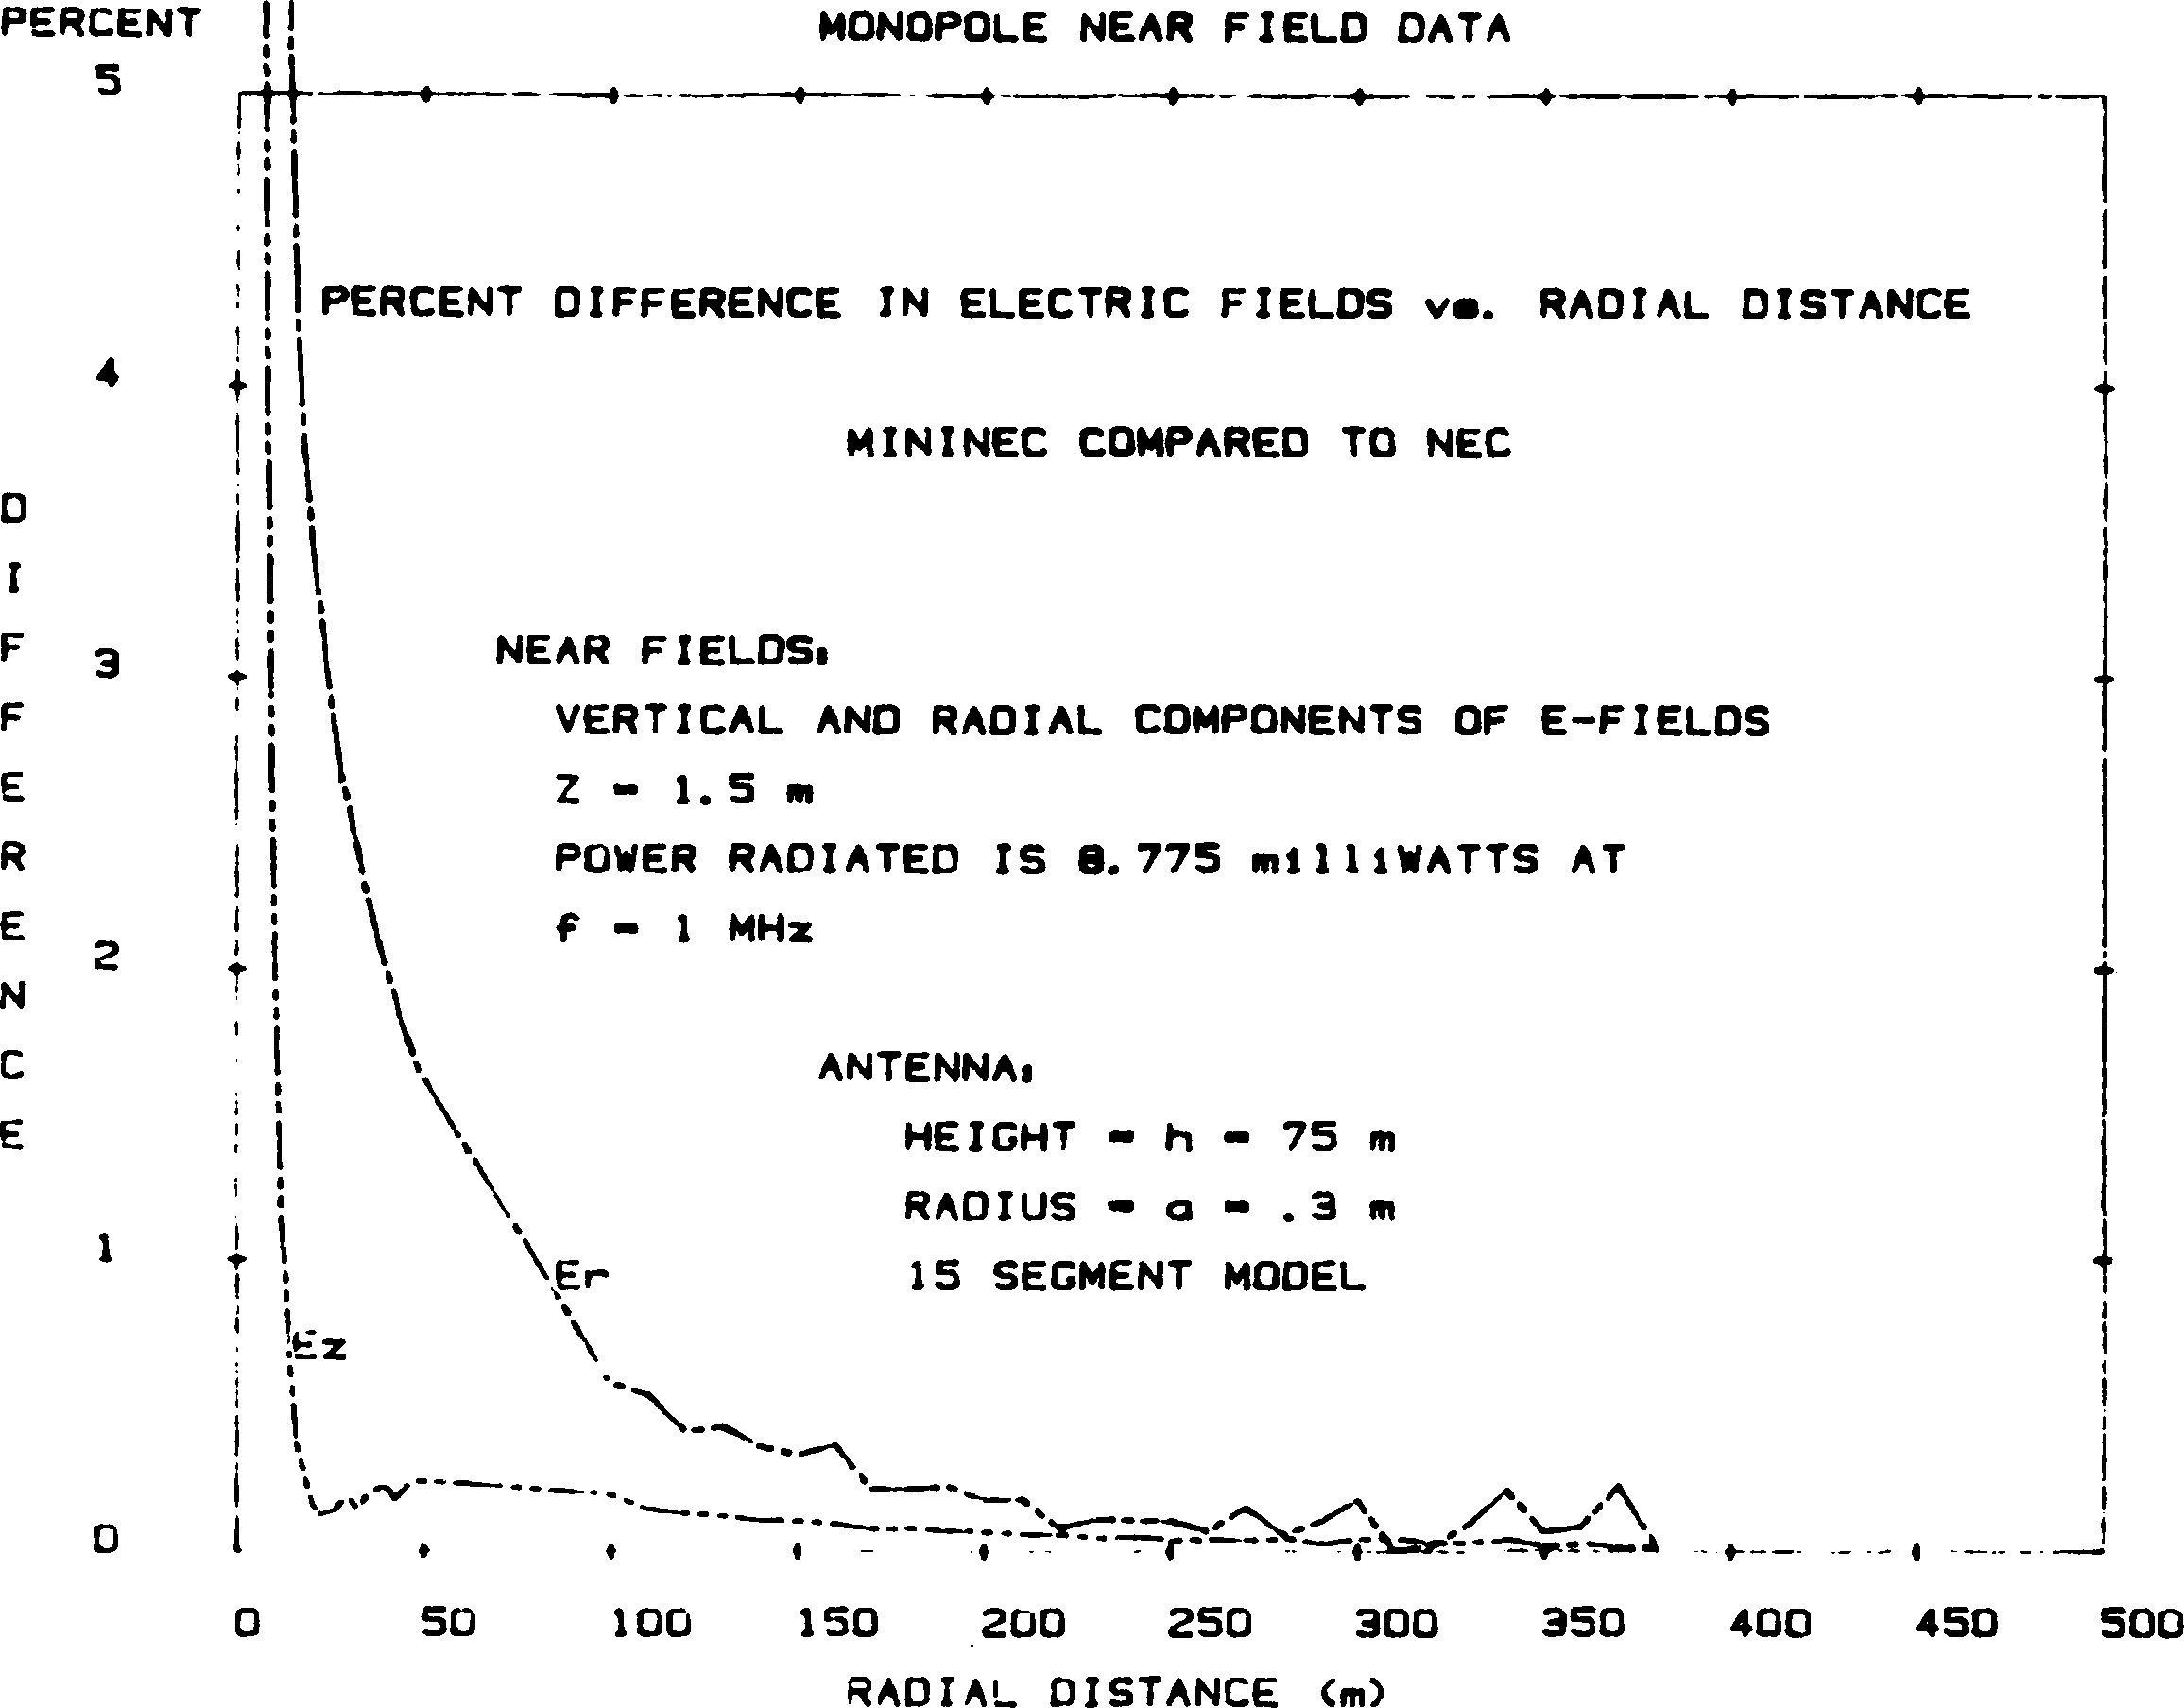 PERCENT
MONOPOLE NEAR FIELD DATA
5
PERCENT DIFFERENCE IN ELECTRIC FIELDS vs. RADIAL DISTANCE
4
MININEC COMPARED TO NEC
DIFFERENCE
3
NEAR FIELDS:
VERTICAL AND RADIAL COMPONENTS OF E-FIELDS
Z = 1.5 m
POWER RADIATED IS 8.775 milliWATTS AT
f = 1 MHz
2
ANTENNA:
HEIGHT = h = 75 m
RADIUS = a = .3 m
1
Er
15 SEGMENT MODEL
Ez
0
0 50 100 150 200 250 300 350 400 450 500
RADIAL DISTANCE (m)